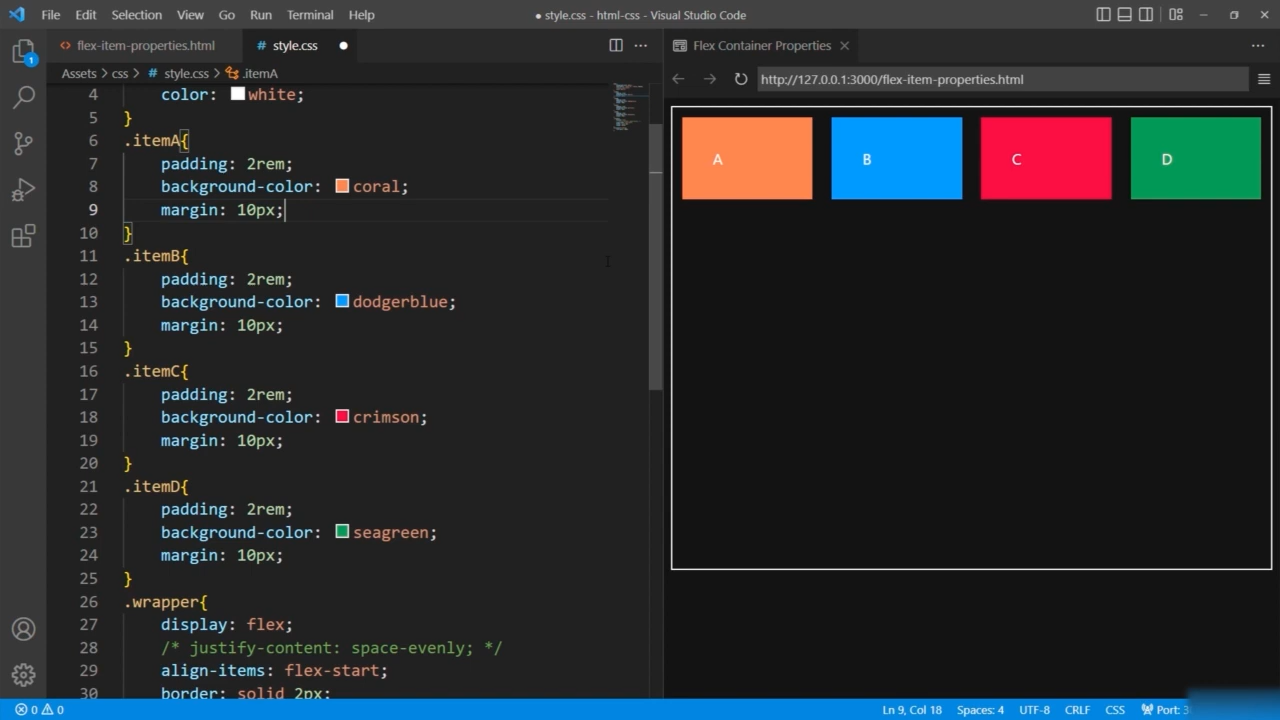 File Edit Selection View Go Run Terminal Help ● style.css - html-css - Visual Studio Code
flex-item-properties.html # style.css ● Flex Container Properties
Assets > css > # style.css > .itemA
http://127.0.0.1:3000/flex-item-properties.html
1
4 color: white;
5 }
6 .itemA{
7 padding: 2rem;
8 background-color: coral;
9 margin: 10px;
10 }
11 .itemB{
12 padding: 2rem;
13 background-color: dodgerblue;
14 margin: 10px;
15 }
16 .itemC{
17 padding: 2rem;
18 background-color: crimson;
19 margin: 10px;
20 }
21 .itemD{
22 padding: 2rem;
23 background-color: seagreen;
24 margin: 10px;
25 }
26 .wrapper{
27 display: flex;
28 /* justify-content: space-evenly; */
29 align-items: flex-start;
30 border: solid 2px;
A B C D
0 0 Ln 9, Col 18 Spaces: 4 UTF-8 CRLF CSS Port: